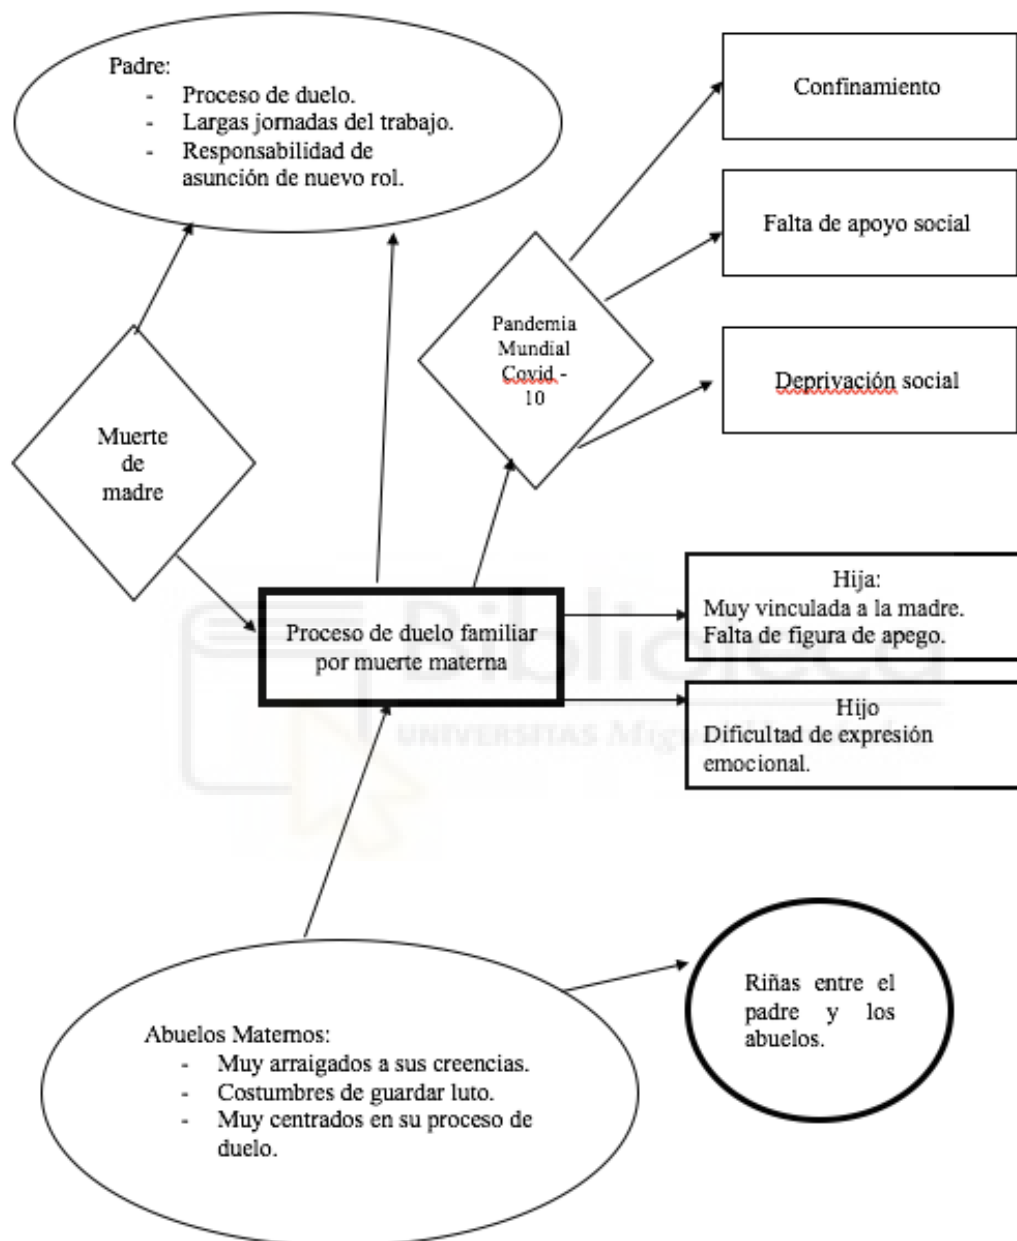 Padre:
- Proceso de duelo.
- Largas jornadas del trabajo.
- Responsabilidad de
asunción de nuevo rol.
Confinamiento
Falta de apoyo social
Pandemia
Mundial
Covid -
10
Deprivación social
Muerte
de
madre
Hija:
Muy vinculada a la madre.
Falta de figura de apego.
Proceso de duelo familiar
por muerte materna
Biblioteca
UNIVERSITAS Miguel Hernández
Hijo
Dificultad de expresión
emocional.
Riñas entre el
padre y los
abuelos.
Abuelos Maternos:
- Muy arraigados a sus creencias.
- Costumbres de guardar luto.
- Muy centrados en su proceso de
duelo.